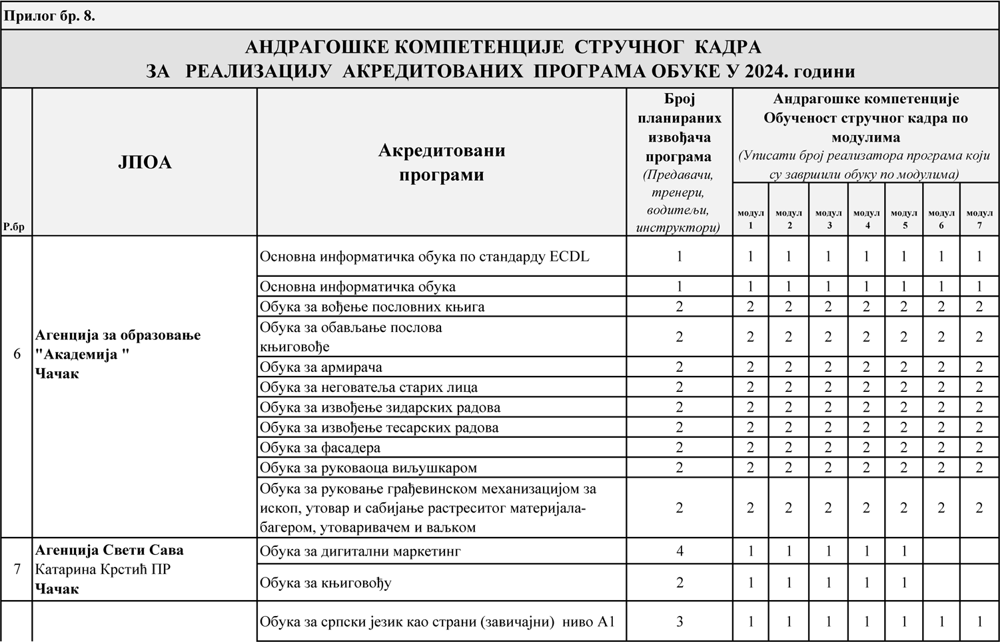 Прилог бр. 8.
АНДРАГОШКЕ КОМПЕТЕНЦИЈЕ СТРУЧНОГ КАДРА
ЗА РЕАЛИЗАЦИЈУ АКРЕДИТОВАНИХ ПРОГРАМА ОБУКЕ У 2024. години
Р.бр
ЈПОА
Акредитовани
програми
Број
планираних
извођача
програма
(Предавачи,
тренери,
водитељи,
инструктори)
Андрагошке компетенције
Обученост стручног кадра по
модулима
(Уписати број реализатора програма који
су завршили обуку по модулима)
модул 1 модул 2 модул 3 модул 4 модул 5 модул 6 модул 7
6
Агенција за образовање
"Академија "
Чачак
Основна информатичка обука по стандарду ECDL 1 1 1 1 1 1 1 1
Основна информатичка обука 1 1 1 1 1 1 1 1
Обука за вођење пословних књига 2 2 2 2 2 2 2 2
Обука за обављање послова
књиговође 2 2 2 2 2 2 2 2
Обука за армирача 2 2 2 2 2 2 2 2
Обука за неговатеља старих лица 2 2 2 2 2 2 2 2
Обука за извођење зидарских радова 2 2 2 2 2 2 2 2
Обука за извођење тесарских радова 2 2 2 2 2 2 2 2
Обука за фасадера 2 2 2 2 2 2 2 2
Обука за руковаоца виљушкаром 2 2 2 2 2 2 2 2
Обука за руковање грађевинском механизацијом за
ископ, утовар и сабијање растреситог материјала-
багером, утоваривачем и ваљком 2 2 2 2 2 2 2 2
7
Агенција Свети Сава
Катарина Крстић ПР
Чачак
Обука за дигитални маркетинг 4 1 1 1 1 1
Обука за књиговођу 2 1 1 1 1 1
Обука за српски језик као страни (завичајни) ниво А1 3 1 1 1 1 1 1 1